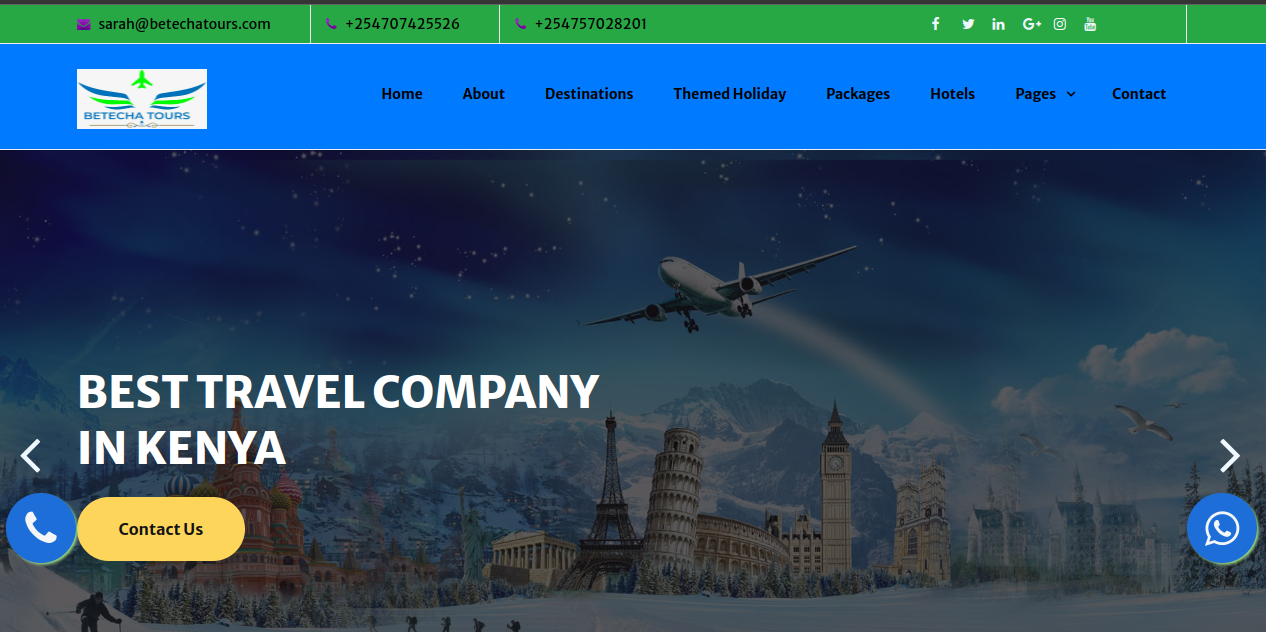 sarah@betechatours.com +254707425526 +254757028201
BETECHA TOURS
Home About Destinations Themed Holiday Packages Hotels Pages Contact
BEST TRAVEL COMPANY
IN KENYA
Contact Us